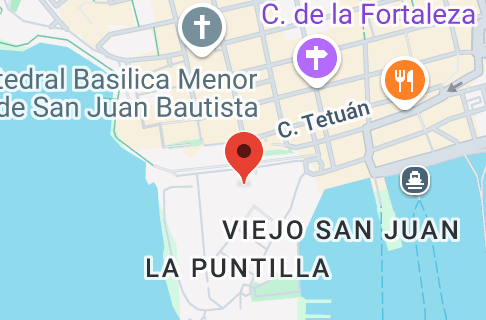 C. de la Fortaleza
tedral Basilica Menor
de San Juan Bautista
C. Tetuán
VIEJO SAN JUAN
LA PUNTILLA